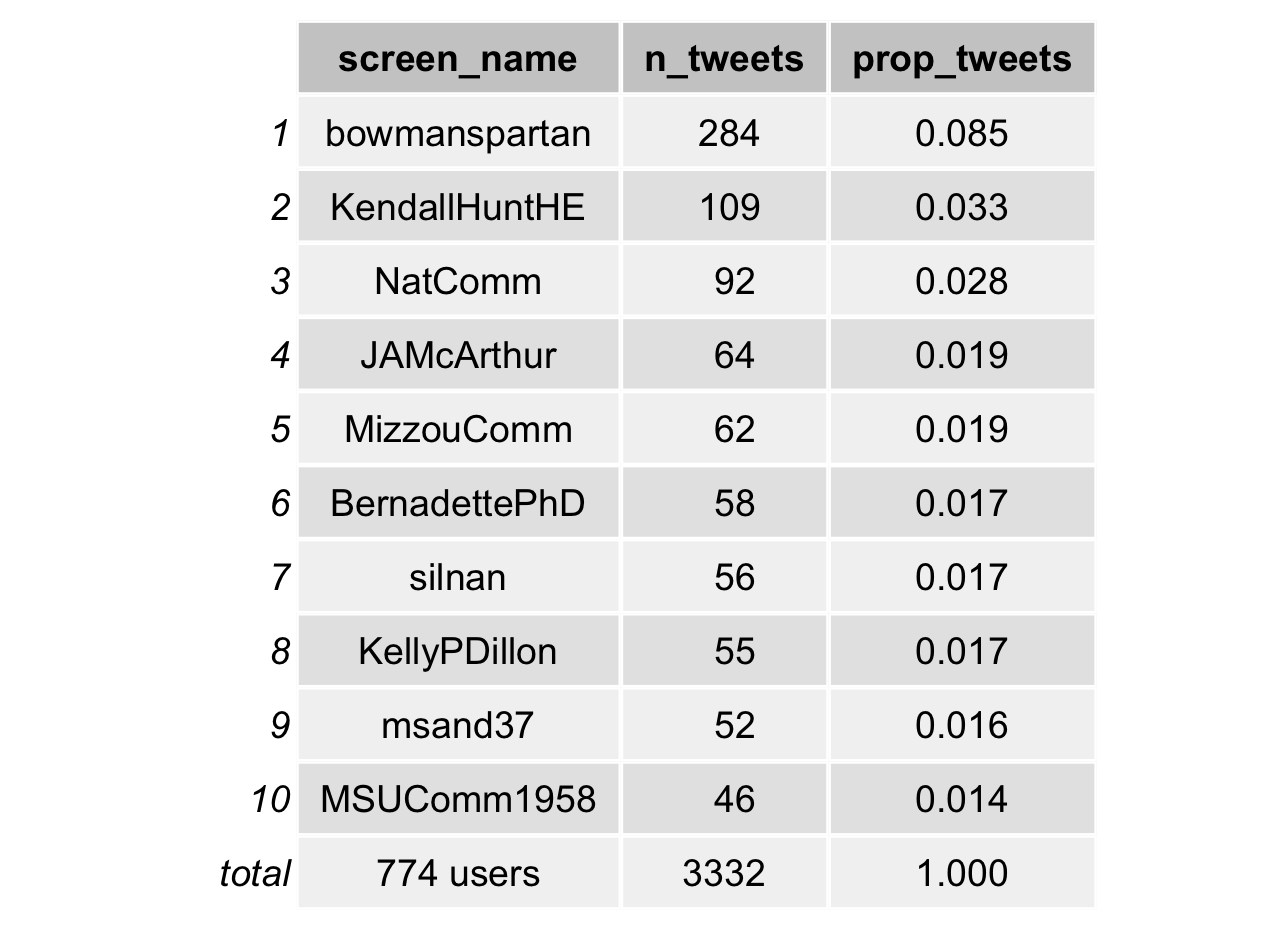 screen_name n_tweets prop_tweets
1 bowmanspartan 284 0.085
2 KendallHuntHE 109 0.033
3 NatComm 92 0.028
4 JAMcArthur 64 0.019
5 MizzouComm 62 0.019
6 BernadettePhD 58 0.017
7 silnan 56 0.017
8 KellyPDillon 55 0.017
9 msand37 52 0.016
10 MSUComm1958 46 0.014
total 774 users 3332 1.000